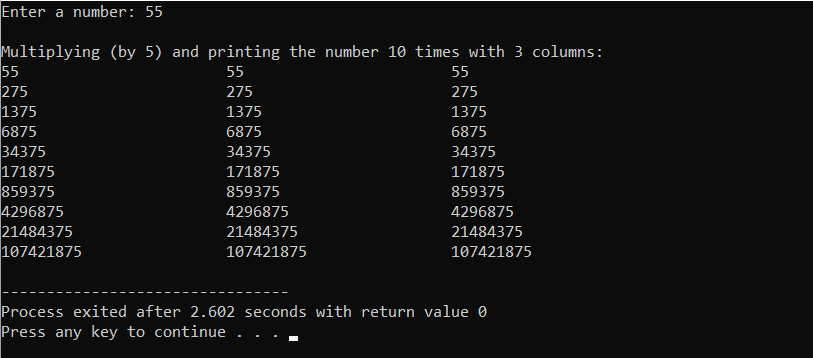 Enter a number: 55
Multiplying (by 5) and printing the number 10 times with 3 columns:
55                       55                       55
275                      275                      275
1375                     1375                     1375
6875                     6875                     6875
34375                    34375                    34375
171875                   171875                   171875
859375                   859375                   859375
4296875                  4296875                  4296875
21484375                 21484375                 21484375
107421875                107421875                107421875
--------------------------------
Process exited after 2.602 seconds with return value 0
Press any key to continue . . .